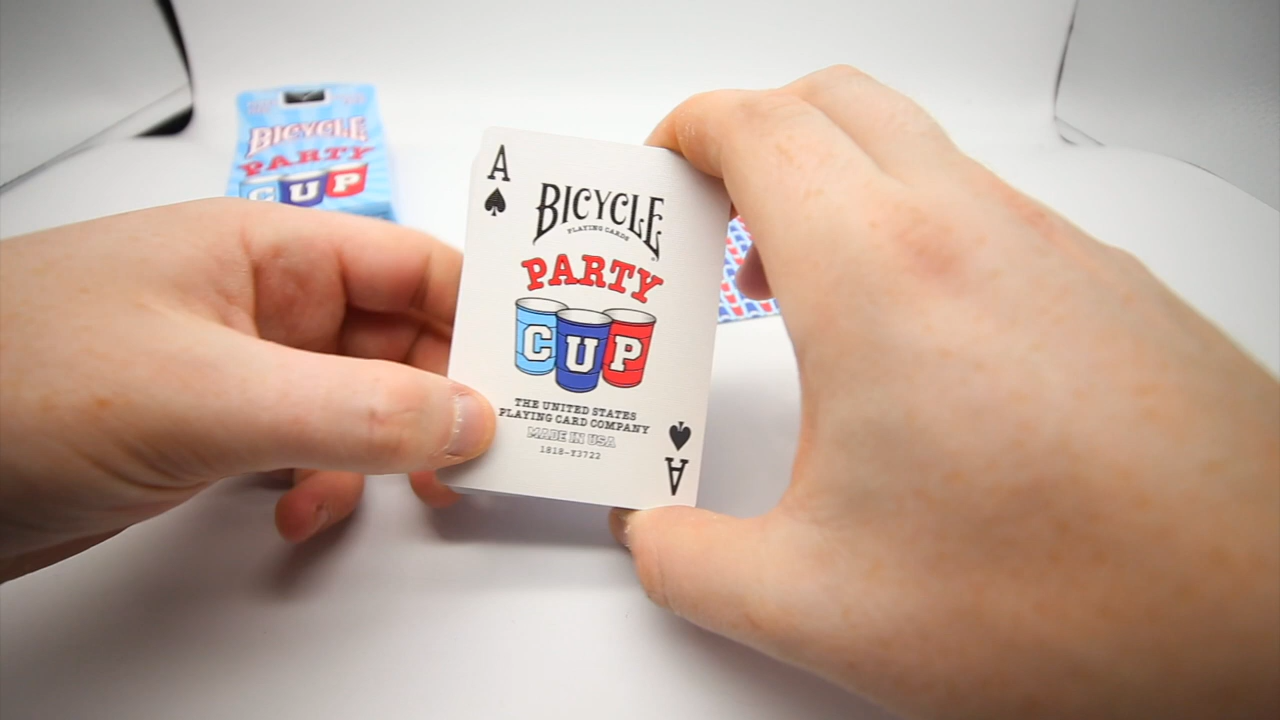 BICYCLE
PARTY
CUP
A
BICYCLE
PLAYING CARDS
PARTY
CUP
THE UNITED STATES
PLAYING CARD COMPANY
MADE IN USA
1818-Y3722
A